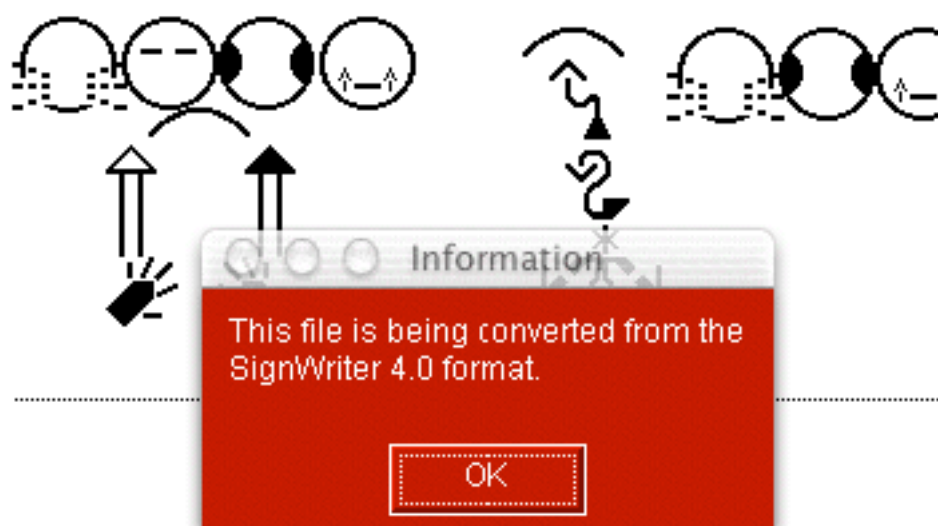 Information
This file is being converted from the
SignWriter 4.0 format.
OK